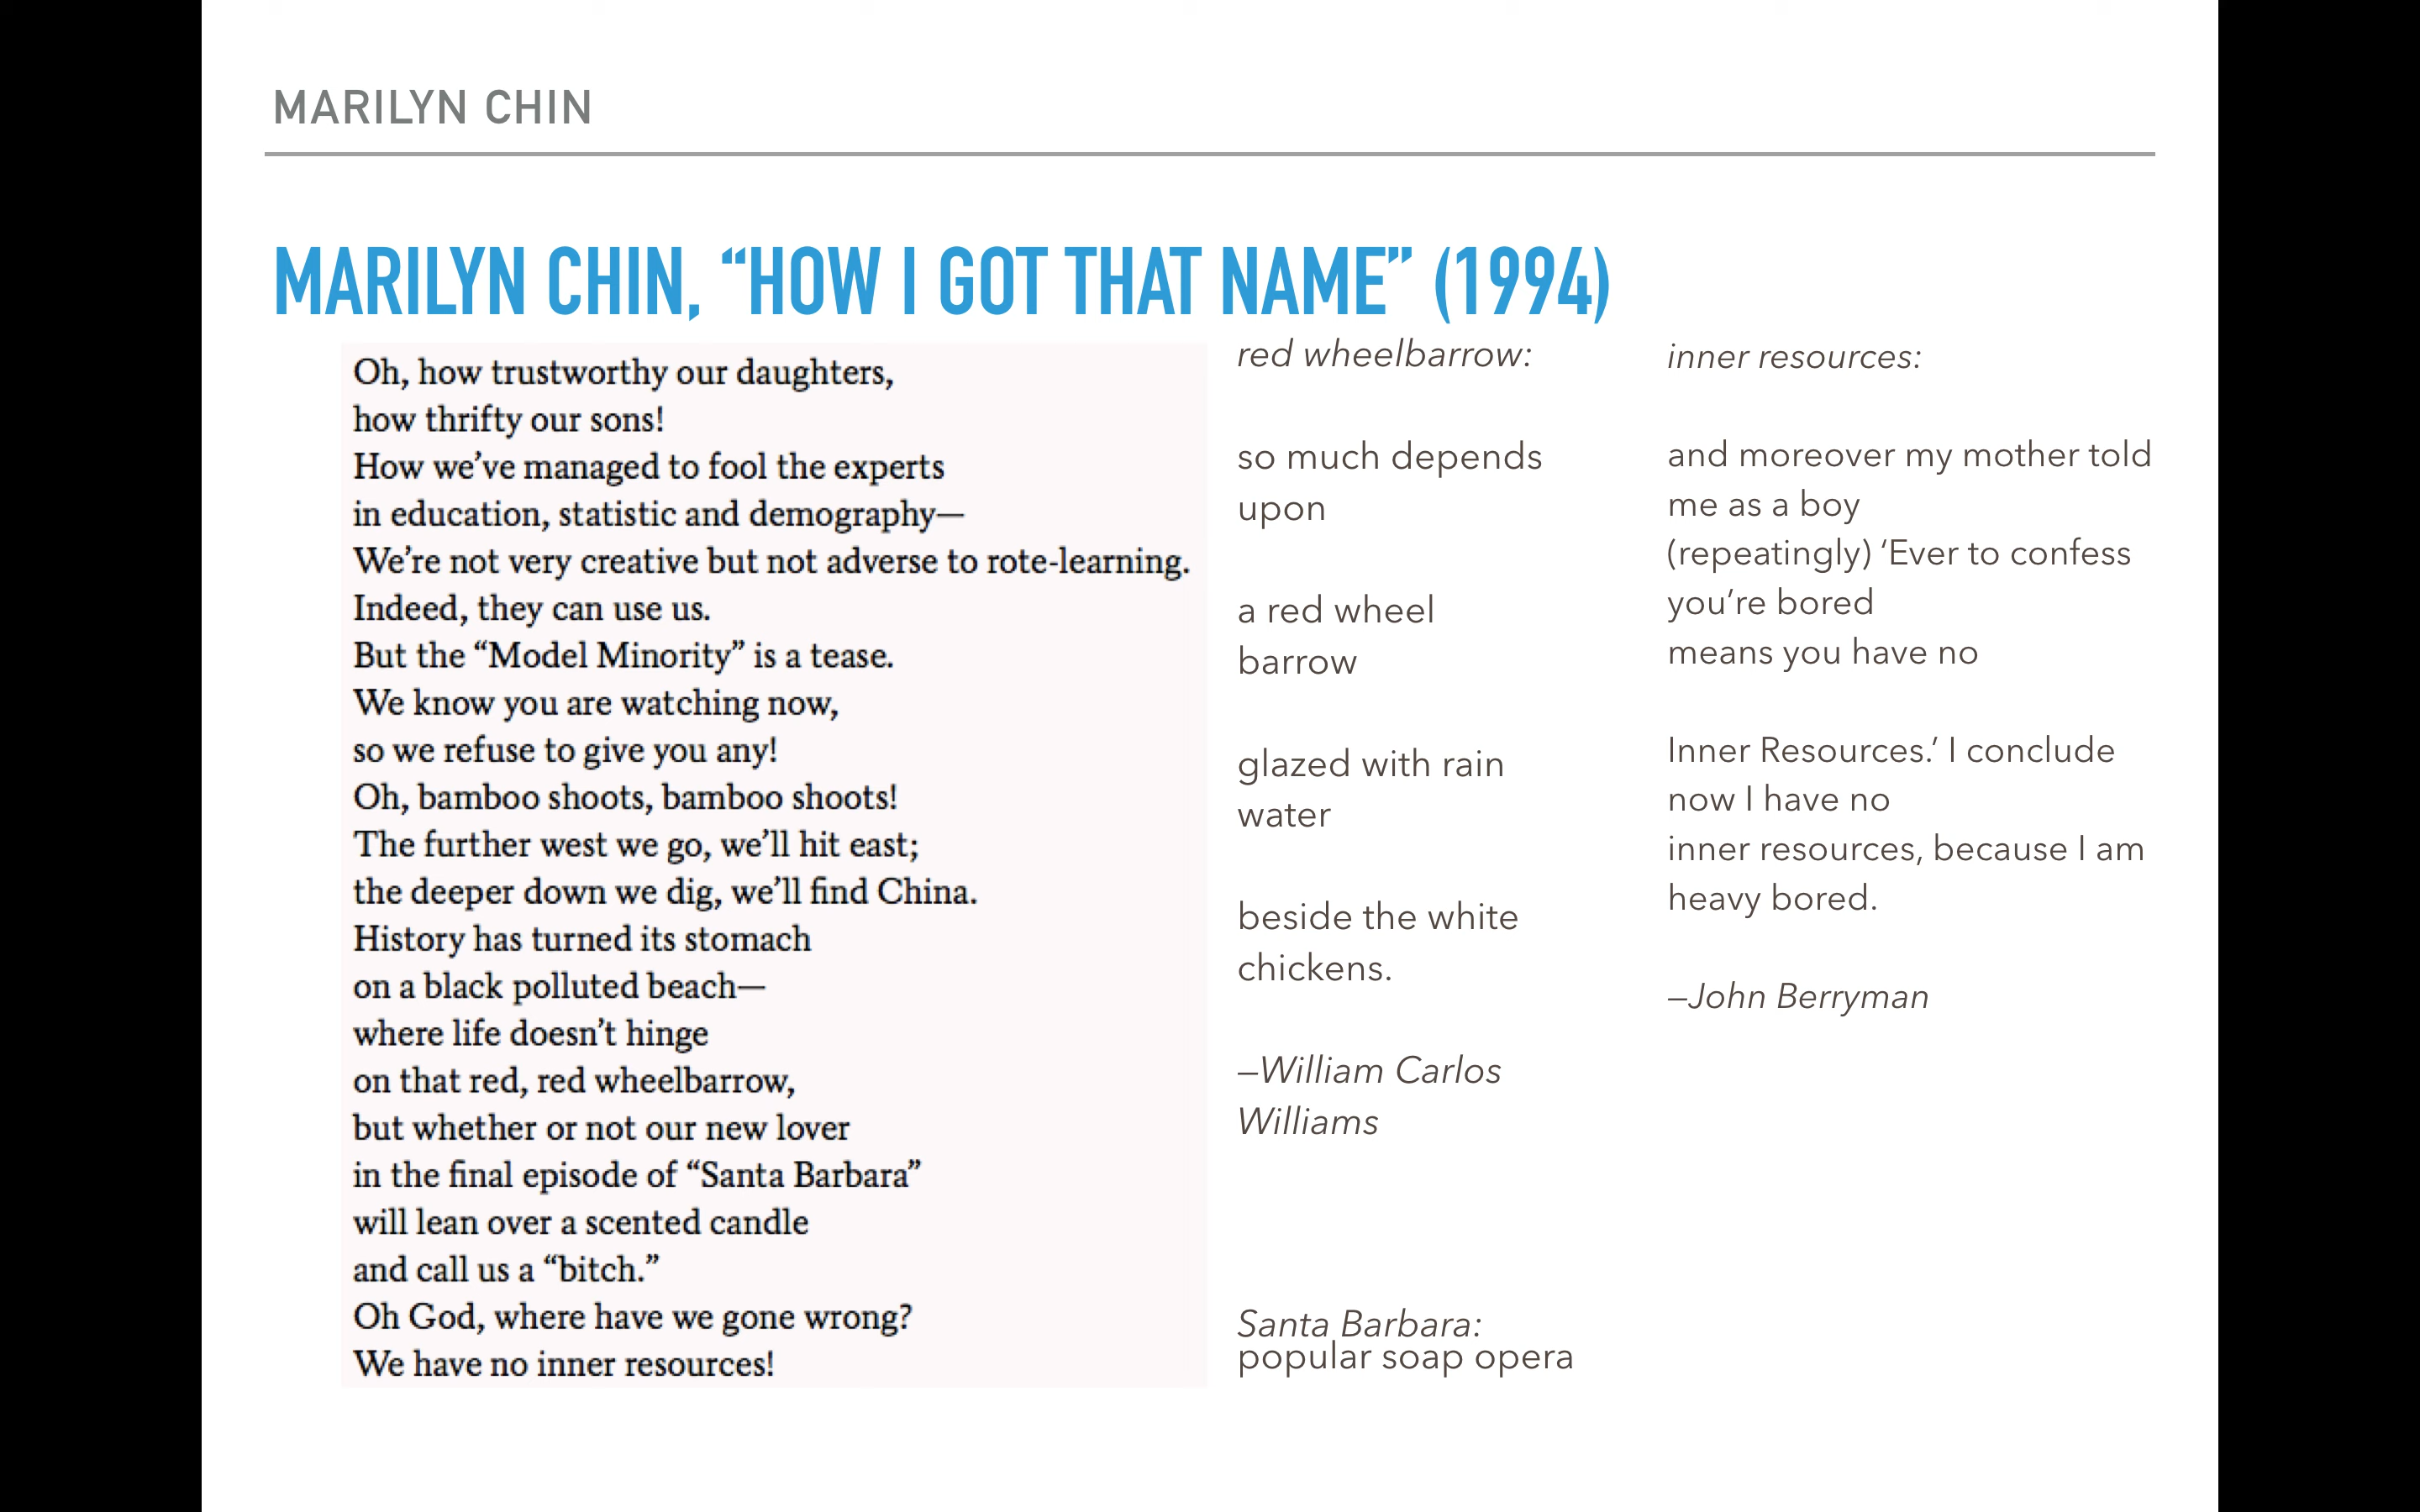 MARILYN CHIN
MARILYN CHIN, “HOW I GOT THAT NAME” (1994)
Oh, how trustworthy our daughters,
how thrifty our sons!
How we’ve managed to fool the experts
in education, statistic and demography—
We’re not very creative but not adverse to rote-learning.
Indeed, they can use us.
But the “Model Minority” is a tease.
We know you are watching now,
so we refuse to give you any!
Oh, bamboo shoots, bamboo shoots!
The further west we go, we’ll hit east;
the deeper down we dig, we’ll find China.
History has turned its stomach
on a black polluted beach—
where life doesn’t hinge
on that red, red wheelbarrow,
but whether or not our new lover
in the final episode of “Santa Barbara”
will lean over a scented candle
and call us a “bitch.”
Oh God, where have we gone wrong?
We have no inner resources!
red wheelbarrow:
so much depends
upon
a red wheel
barrow
glazed with rain
water
beside the white
chickens.
–William Carlos
Williams
Santa Barbara:
popular soap opera
inner resources:
and moreover my mother told
me as a boy
(repeatingly) ‘Ever to confess
you’re bored
means you have no
Inner Resources.’ I conclude
now I have no
inner resources, because I am
heavy bored.
–John Berryman